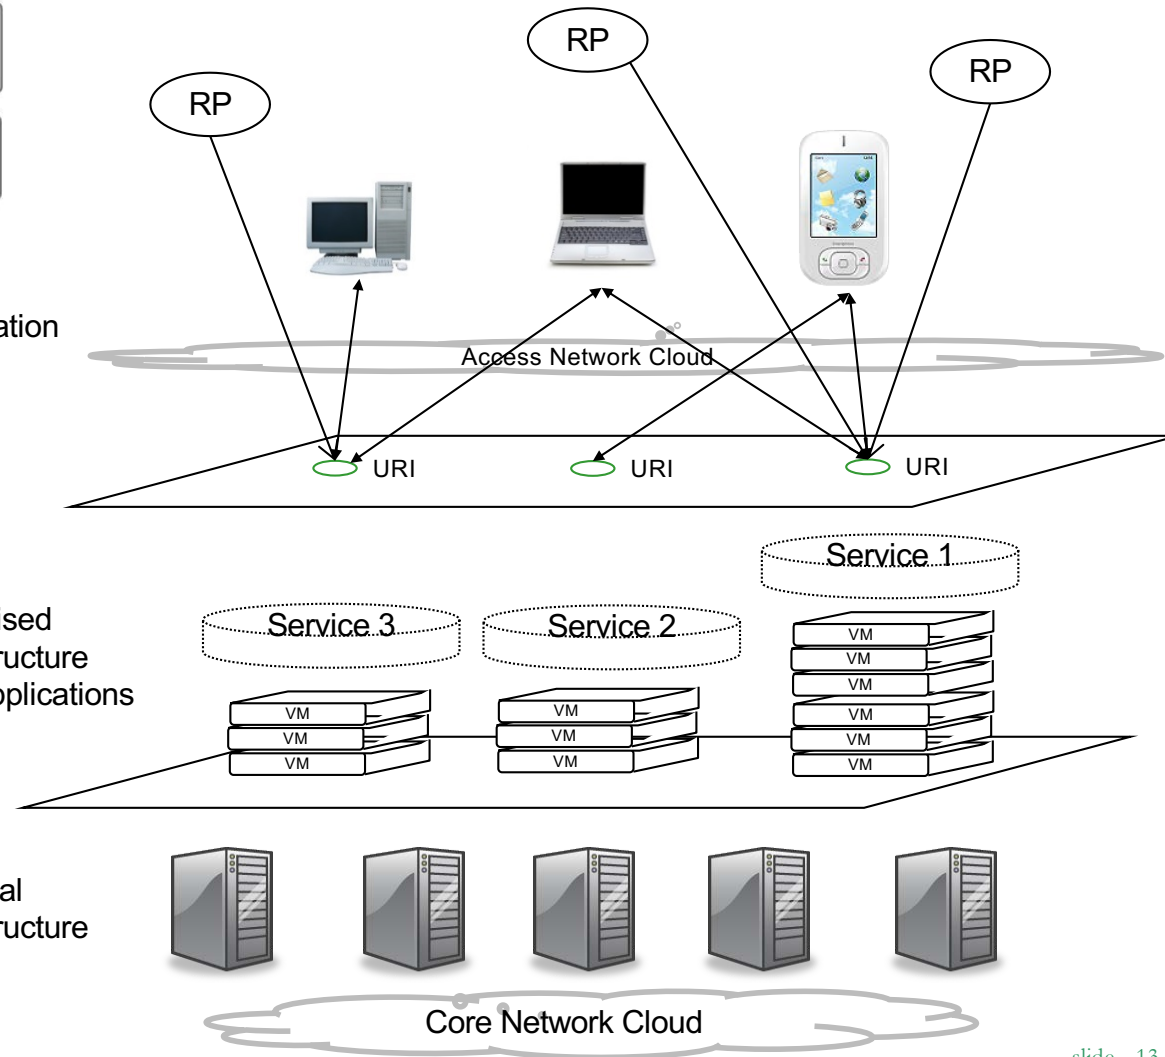 RP
RP
RP
ation
Access Network Cloud
URI
URI
URI
Service 1
Service 2
Service 3
ised
ructure
pplications
VM
VM
VM
VM
VM
VM
VM
VM
VM
VM
VM
VM
al
ructure
Core Network Cloud
slide 13